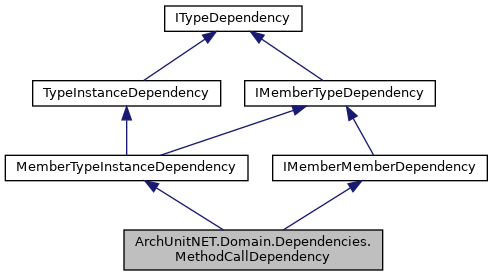 ITypeDependency
TypeInstanceDependency
IMemberTypeDependency
MemberTypeInstanceDependency
IMemberMemberDependency
ArchUnitNET.Domain.Dependencies.
MethodCallDependency